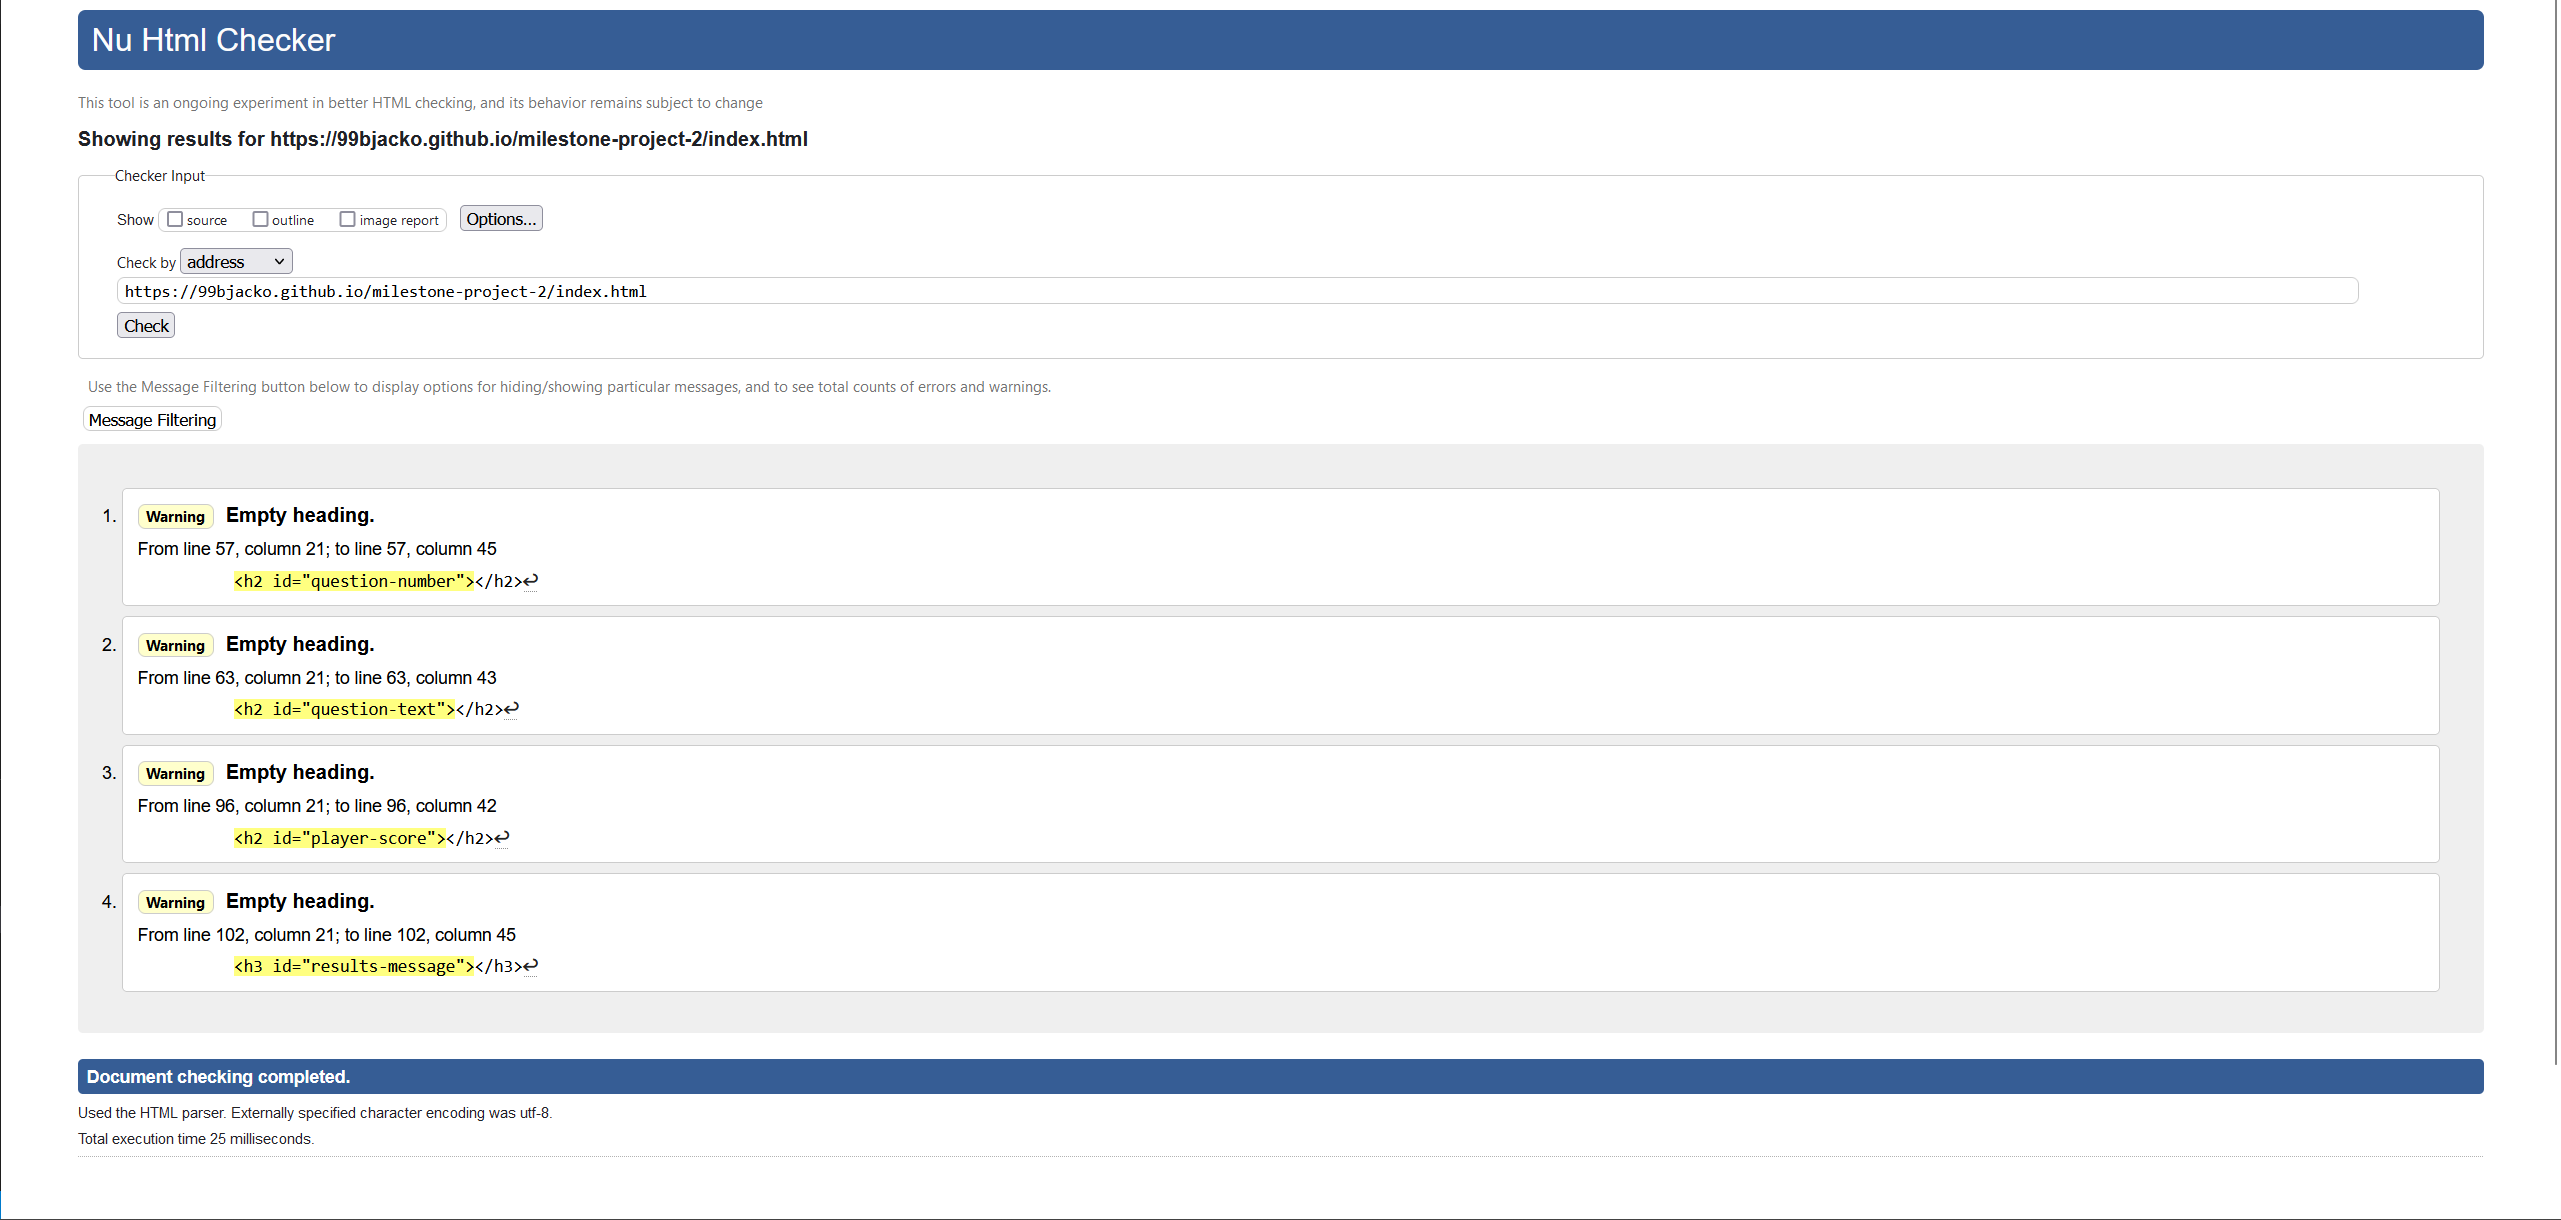 Nu Html Checker
This tool is an ongoing experiment in better HTML checking, and its behavior remains subject to change
Showing results for https://99bjacko.github.io/milestone-project-2/index.html
Checker Input
Show source outline image report Options...
Check by address
https://99bjacko.github.io/milestone-project-2/index.html
Check
Use the Message Filtering button below to display options for hiding/showing particular messages, and to see total counts of errors and warnings.
Message Filtering
1. Warning Empty heading.
From line 57, column 21; to line 57, column 45
<h2 id="question-number"></h2>↩
2. Warning Empty heading.
From line 63, column 21; to line 63, column 43
<h2 id="question-text"></h2>↩
3. Warning Empty heading.
From line 96, column 21; to line 96, column 42
<h2 id="player-score"></h2>↩
4. Warning Empty heading.
From line 102, column 21; to line 102, column 45
<h3 id="results-message"></h3>↩
Document checking completed.
Used the HTML parser. Externally specified character encoding was utf-8.
Total execution time 25 milliseconds.